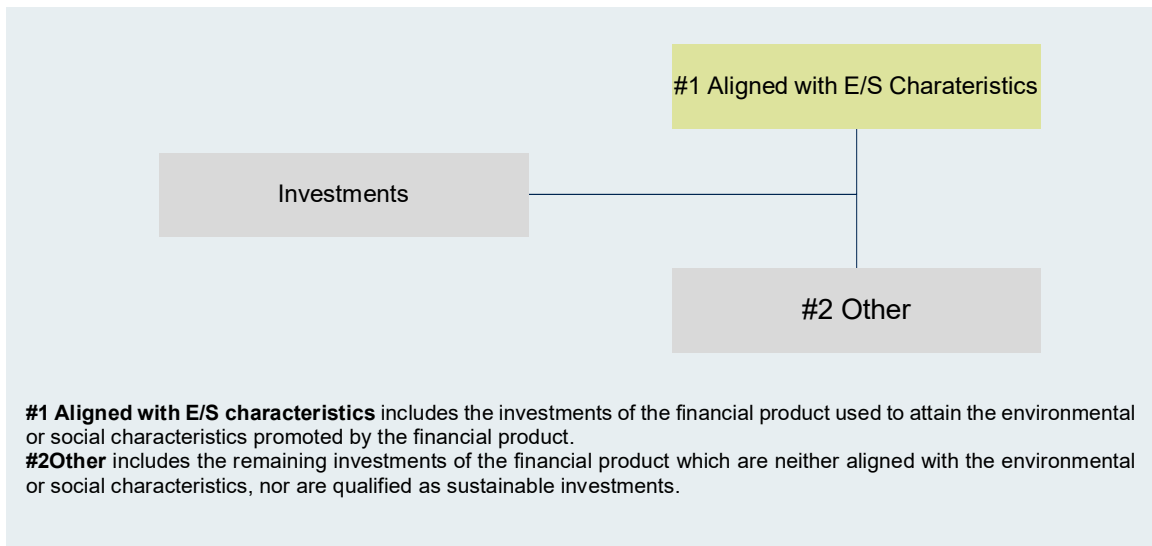 #1 Aligned with E/S Charateristics
Investments
#2 Other
#1 Aligned with E/S characteristics includes the investments of the financial product used to attain the environmental
or social characteristics promoted by the financial product.
#2Other includes the remaining investments of the financial product which are neither aligned with the environmental
or social characteristics, nor are qualified as sustainable investments.